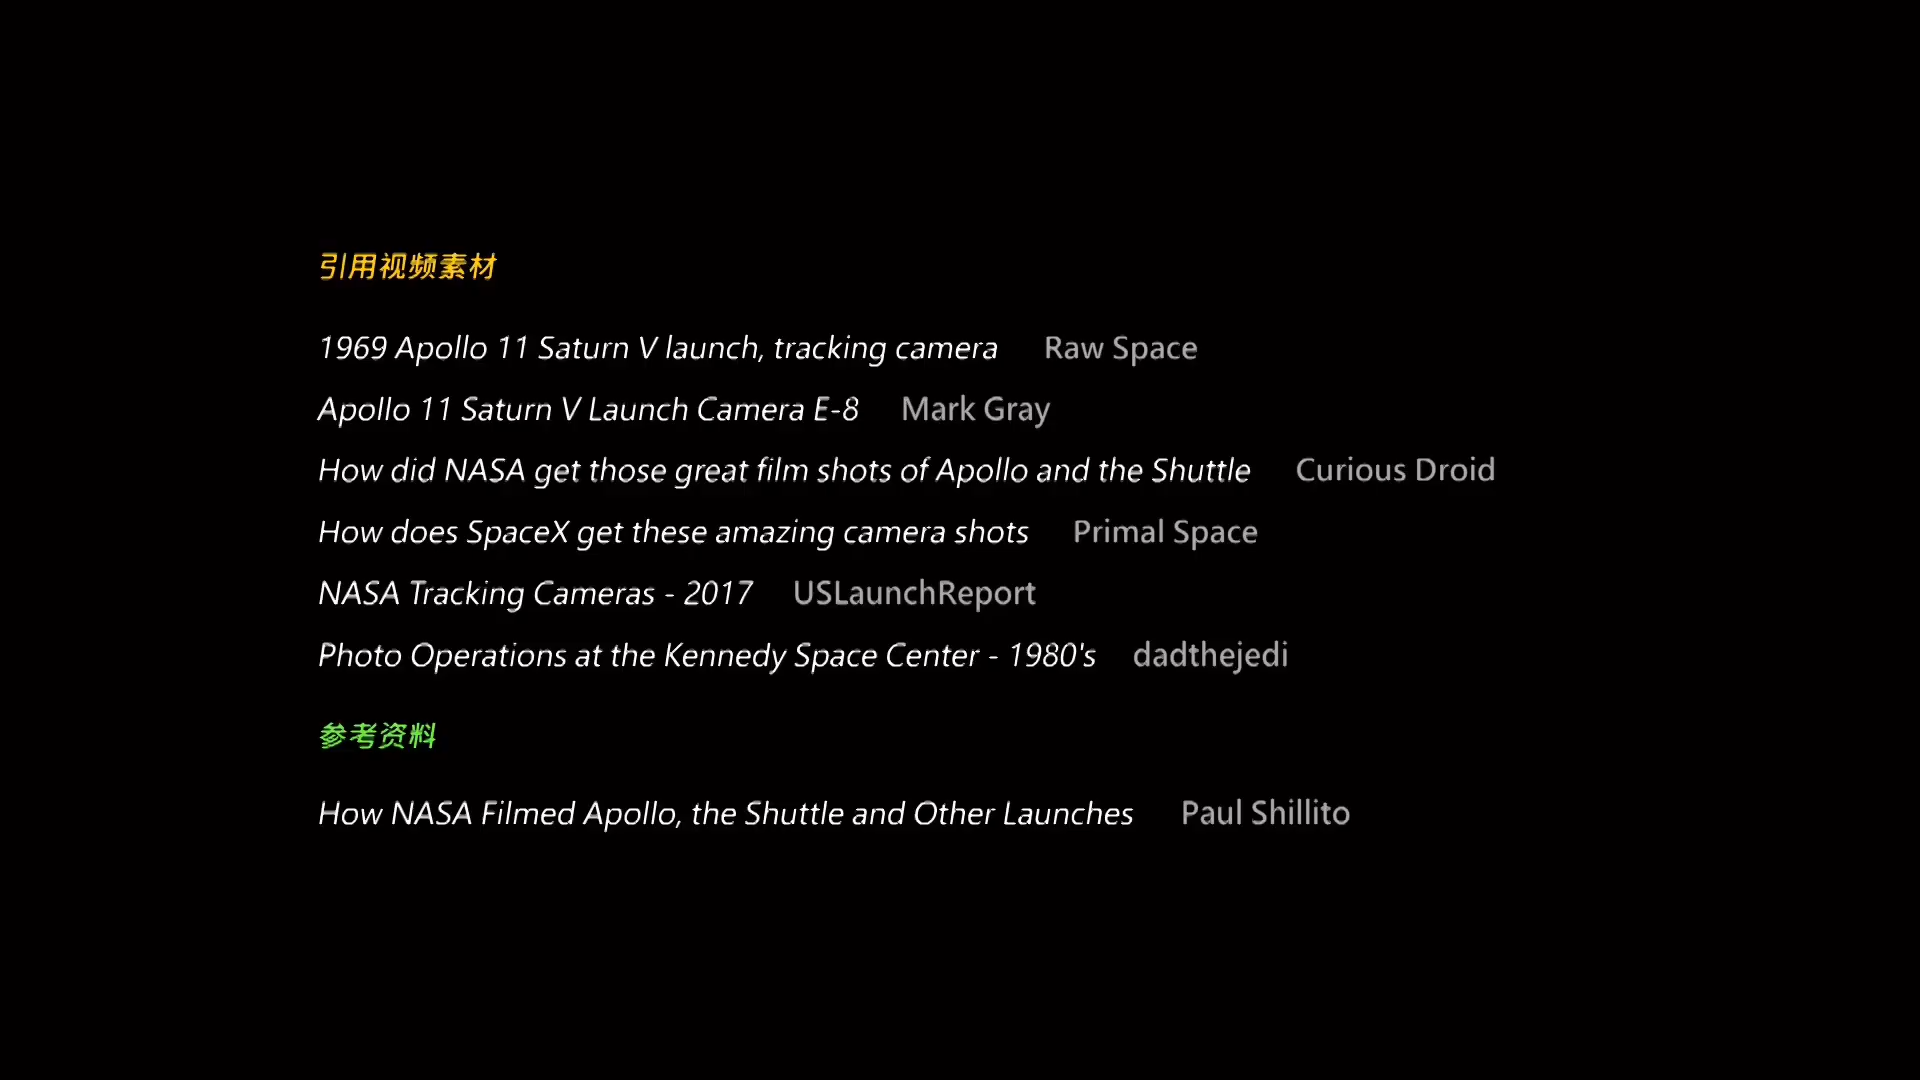 引用视频素材
1969 Apollo 11 Saturn V launch, tracking camera Raw Space
Apollo 11 Saturn V Launch Camera E-8 Mark Gray
How did NASA get those great film shots of Apollo and the Shuttle Curious Droid
How does SpaceX get these amazing camera shots Primal Space
NASA Tracking Cameras - 2017 USLaunchReport
Photo Operations at the Kennedy Space Center - 1980's dadthejedi
参考资料
How NASA Filmed Apollo, the Shuttle and Other Launches Paul Shillito